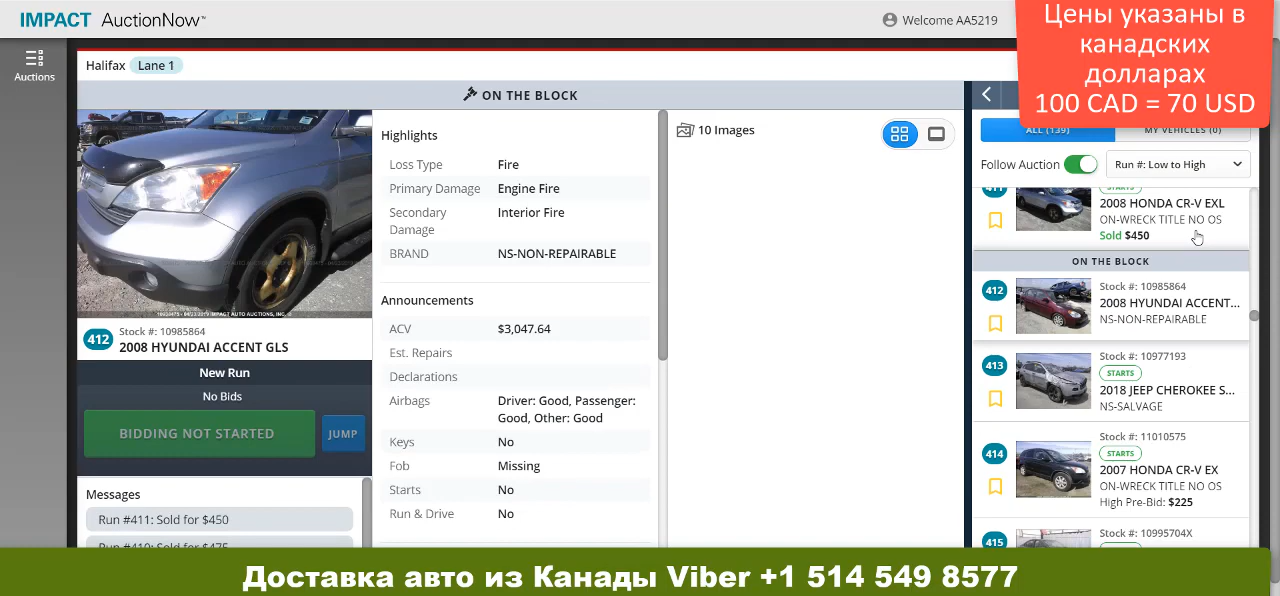 IMPACT AuctionNow™
Welcome AA5219
Цены указаны в
канадских
долларах
100 CAD = 70 USD
Auctions
Halifax Lane 1
ON THE BLOCK
Highlights
Loss Type Fire
Primary Damage Engine Fire
Secondary Damage Interior Fire
BRAND NS-NON-REPAIRABLE
Announcements
ACV $3,047.64
Est. Repairs
Declarations
Airbags Driver: Good, Passenger:
Good, Other: Good
Keys No
Fob Missing
Starts No
Run & Drive No
10 Images
412
Stock #: 10985864
2008 HYUNDAI ACCENT GLS
New Run
No Bids
BIDDING NOT STARTED
JUMP
Messages
Run #411: Sold for $450
Run #410: Sold for $475
ALL (139)
MY VEHICLES (0)
Follow Auction
Run #: Low to High
411
STARTS
2008 HONDA CR-V EXL
ON-WRECK TITLE NO OS
Sold $450
ON THE BLOCK
412
Stock #: 10985864
2008 HYUNDAI ACCENT...
NS-NON-REPAIRABLE
413
Stock #: 10977193
STARTS
2018 JEEP CHEROKEE S...
NS-SALVAGE
414
Stock #: 11010575
STARTS
2007 HONDA CR-V EX
ON-WRECK TITLE NO OS
High Pre-Bid: $225
415
Stock #: 10995704X
Доставка авто из Канады Viber +1 514 549 8577